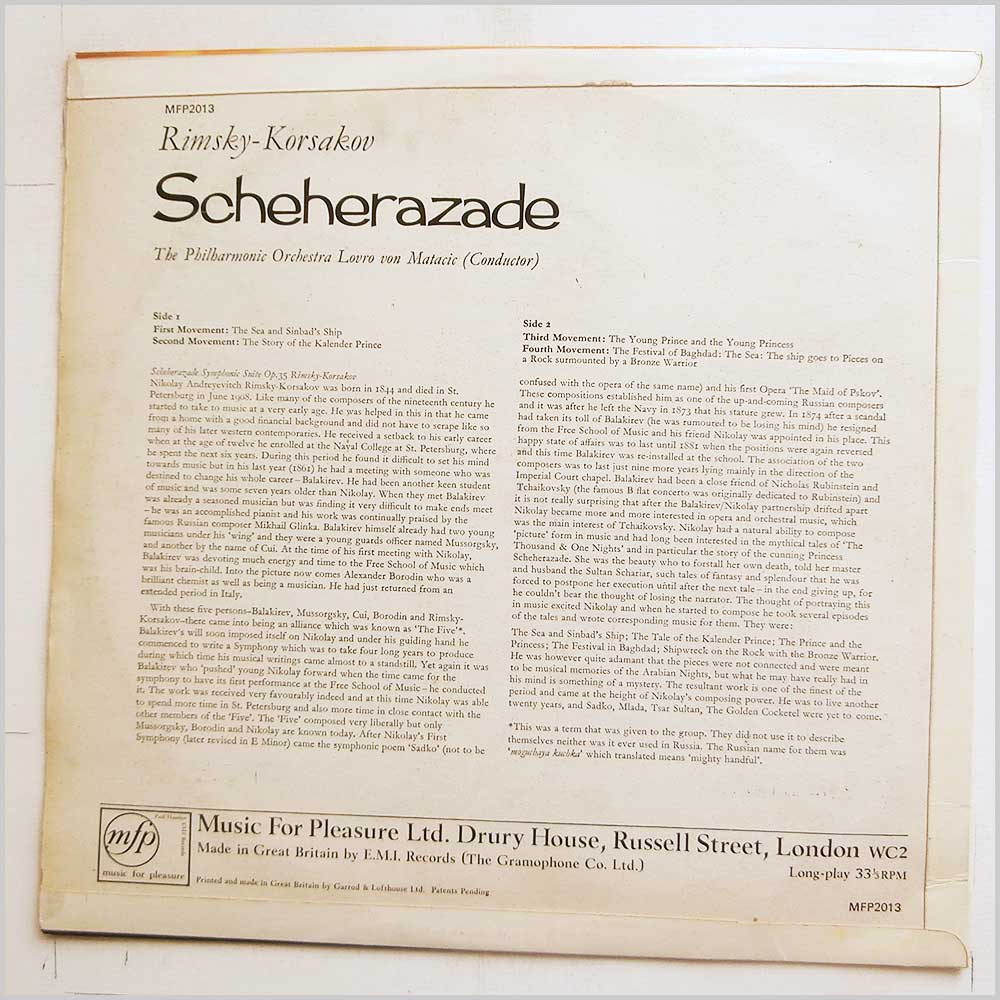 MFP2013
Rimsky-Korsakov
Scheherazade
The Philharmonic Orchestra Lovro von Matacic (Conductor)
Side 1
First Movement: The Sea and Sinbad's Ship
Second Movement: The Story of the Kalender Prince
Scheherazade Symphonic Suite Op.35 Rimsky-Korsakov
Nikolay Andreyevitch Rimsky-Korsakov was born in 1844 and died in St.
Petersburg in June 1908. Like many of the composers of the nineteenth century he
started to take to music at a very early age. He was helped in this in that he came
from a home with a good financial background and did not have to scrape like so
many of his later western contemporaries. He received a setback to his early career
when at the age of twelve he enrolled at the Naval College at St. Petersburg, where
he spent the next six years. During this period he found it difficult to set his mind
towards music but in his last year (1861) he had a meeting with someone who was
destined to change his whole career – Balakirev. He had been another keen student
of music and was some seven years older than Nikolay. When they met Balakirev
was already a seasoned musician but was finding it very difficult to make ends meet
– he was an accomplished pianist and his work was continually praised by the
famous Russian composer Mikhail Glinka. Balakirev himself already had two young
musicians under his 'wing' and they were a young guards officer named Mussorgsky,
and another by the name of Cui. At the time of his first meeting with Nikolay,
Balakirev was devoting much energy and time to the Free School of Music which
was his brain-child. Into the picture now comes Alexander Borodin who was a
brilliant chemist as well as being a musician. He had just returned from an
extended period in Italy.
With these five persons–Balakirev, Mussorgsky, Cui, Borodin and Rimsky-
Korsakov–there came into being an alliance which was known as 'The Five'*.
Balakirev's will soon imposed itself on Nikolay and under his guiding hand he
commenced to write a Symphony which was to take four long years to produce
during which time his musical writings came almost to a standstill. Yet again it was
Balakirev who 'pushed' young Nikolay forward when the time came for the
symphony to have its first performance at the Free School of Music – he conducted
it. The work was received very favourably indeed and at this time Nikolay was able
to spend more time in St. Petersburg and also more time in close contact with the
other members of the 'Five'. The 'Five' composed very liberally but only
Mussorgsky, Borodin and Nikolay are known today. After Nikolay's First
Symphony (later revised in E Minor) came the symphonic poem 'Sadko' (not to be
Side 2
Third Movement: The Young Prince and the Young Princess
Fourth Movement: The Festival of Baghdad: The Sea: The ship goes to Pieces on
a Rock surmounted by a Bronze Warrior
confused with the opera of the same name) and his first Opera 'The Maid of Pskov'.
These compositions established him as one of the up-and-coming Russian composers
and it was after he left the Navy in 1873 that his stature grew. In 1874 after a scandal
had taken its toll of Balakirev (he was rumoured to be losing his mind) he resigned
from the Free School of Music and his friend Nikolay was appointed in his place. This
happy state of affairs was to last until 1881 when the positions were again reversed
and this time Balakirev was re-installed at the school. The association of the two
composers was to last just nine more years lying mainly in the direction of the
Imperial Court chapel. Balakirev had been a close friend of Nicholas Rubinstein and
Tchaikovsky (the famous B flat concerto was originally dedicated to Rubinstein) and
it is not really surprising that after the Balakirev/Nikolay partnership drifted apart
Nikolay became more and more interested in opera and orchestral music, which
was the main interest of Tchaikovsky. Nikolay had a natural ability to compose
'picture' form in music and had long been interested in the mythical tales of 'The
Thousand & One Nights' and in particular the story of the cunning Princess
Scheherazade. She was the beauty who to forstall her own death, told her master
and husband the Sultan Schariar, such tales of fantasy and splendour that he was
forced to postpone her execution until after the next tale – in the end giving up, for
he couldn't bear the thought of losing the narrator. The thought of portraying this
in music excited Nikolay and when he started to compose he took several episodes
of the tales and wrote corresponding music for them. They were:
The Sea and Sinbad's Ship; The Tale of the Kalender Prince; The Prince and the
Princess; The Festival in Baghdad; Shipwreck on the Rock with the Bronze Warrior.
He was however quite adamant that the pieces were not connected and were meant
to be musical memories of the Arabian Nights, but what he may have really had in
his mind is something of a mystery. The resultant work is one of the finest of the
period and came at the height of Nikolay's composing power. He was to live another
twenty years, and Sadko, Mlada, Tsar Sultan, The Golden Cockerel were yet to come.
*This was a term that was given to the group. They did not use it to describe
themselves neither was it ever used in Russia. The Russian name for them was
'moguchaya kuchka' which translated means 'mighty handful'.
mfp
music for pleasure
Music For Pleasure Ltd. Drury House, Russell Street, London WC2
Made in Great Britain by E.M.I. Records (The Gramophone Co. Ltd.)
Long-play 33⅓RPM
Printed and made in Great Britain by Garrod & Lofthouse Ltd. Patents Pending
MFP2013